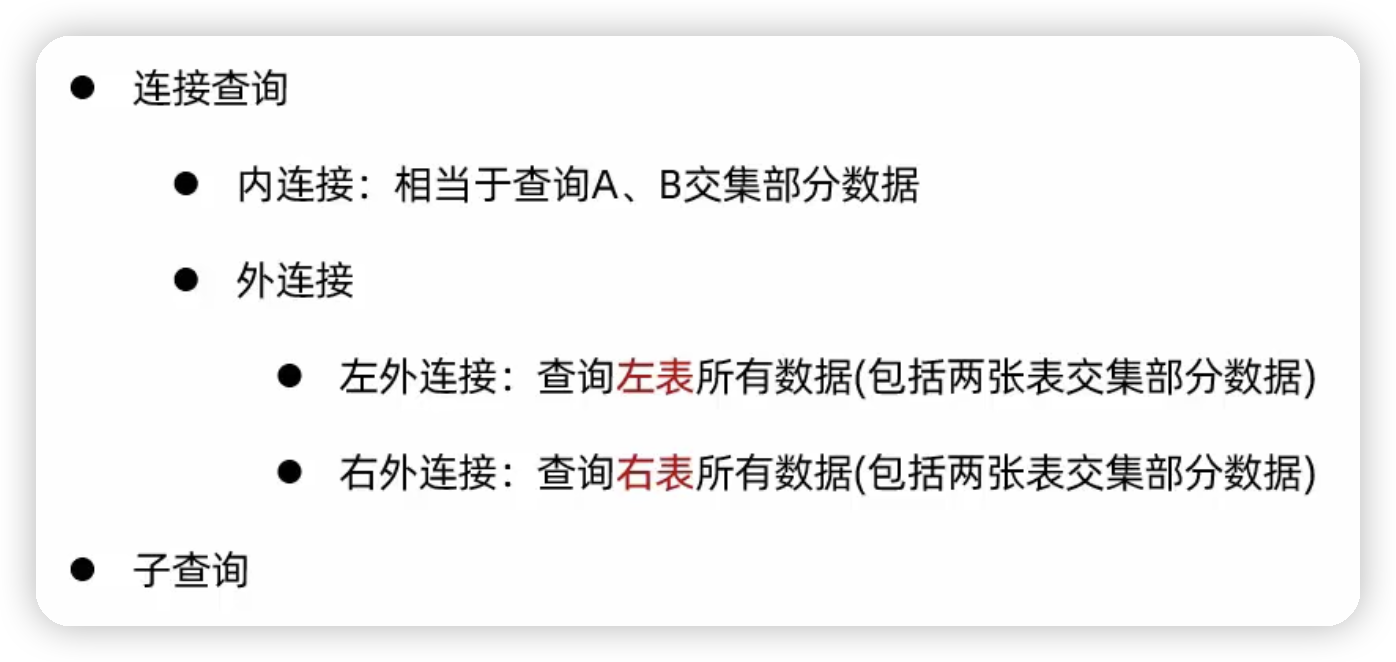 ● 连接查询
● 内连接：相当于查询A、B交集部分数据
● 外连接
● 左外连接：查询左表所有数据(包括两张表交集部分数据)
● 右外连接：查询右表所有数据(包括两张表交集部分数据)
● 子查询